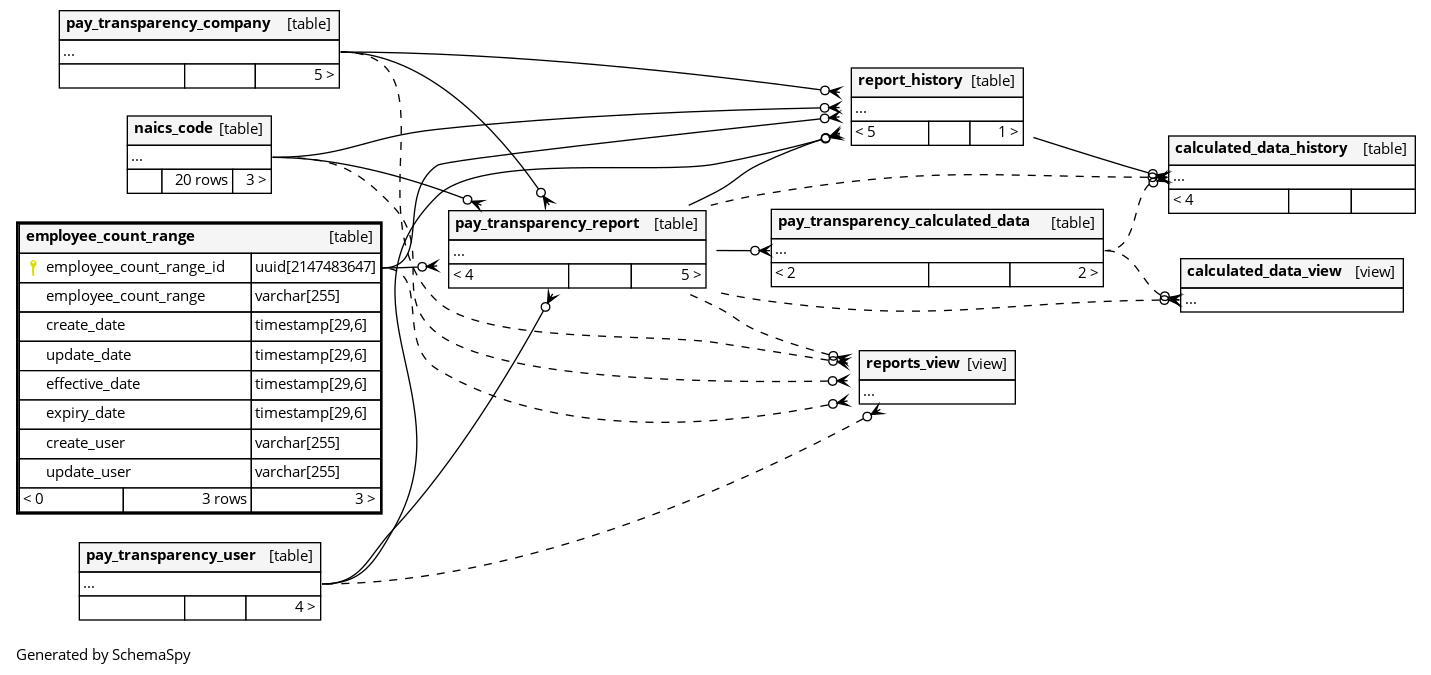 pay_transparency_company [table]
...
5 >
naics_code [table]
...
20 rows 3 >
employee_count_range [table]
employee_count_range_id uuid[2147483647]
employee_count_range varchar[255]
create_date timestamp[29,6]
update_date timestamp[29,6]
effective_date timestamp[29,6]
expiry_date timestamp[29,6]
create_user varchar[255]
update_user varchar[255]
< 0 3 rows 3 >
pay_transparency_user [table]
...
4 >
pay_transparency_report [table]
...
< 4 5 >
report_history [table]
...
< 5 1 >
pay_transparency_calculated_data [table]
...
< 2 2 >
reports_view [view]
...
calculated_data_history [table]
...
< 4
calculated_data_view [view]
...
Generated by SchemaSpy